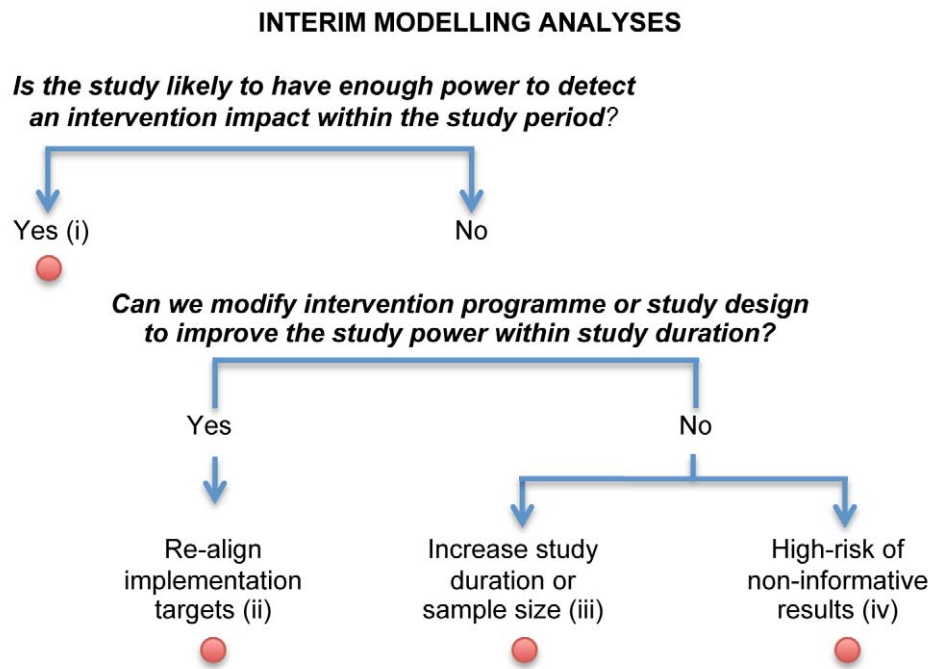 INTERIM MODELLING ANALYSES
Is the study likely to have enough power to detect
an intervention impact within the study period?
Yes (i)
No
Can we modify intervention programme or study design
to improve the study power within study duration?
Yes
No
Re-align
implementation
targets (ii)
Increase study
duration or
sample size (iii)
High-risk of
non-informative
results (iv)